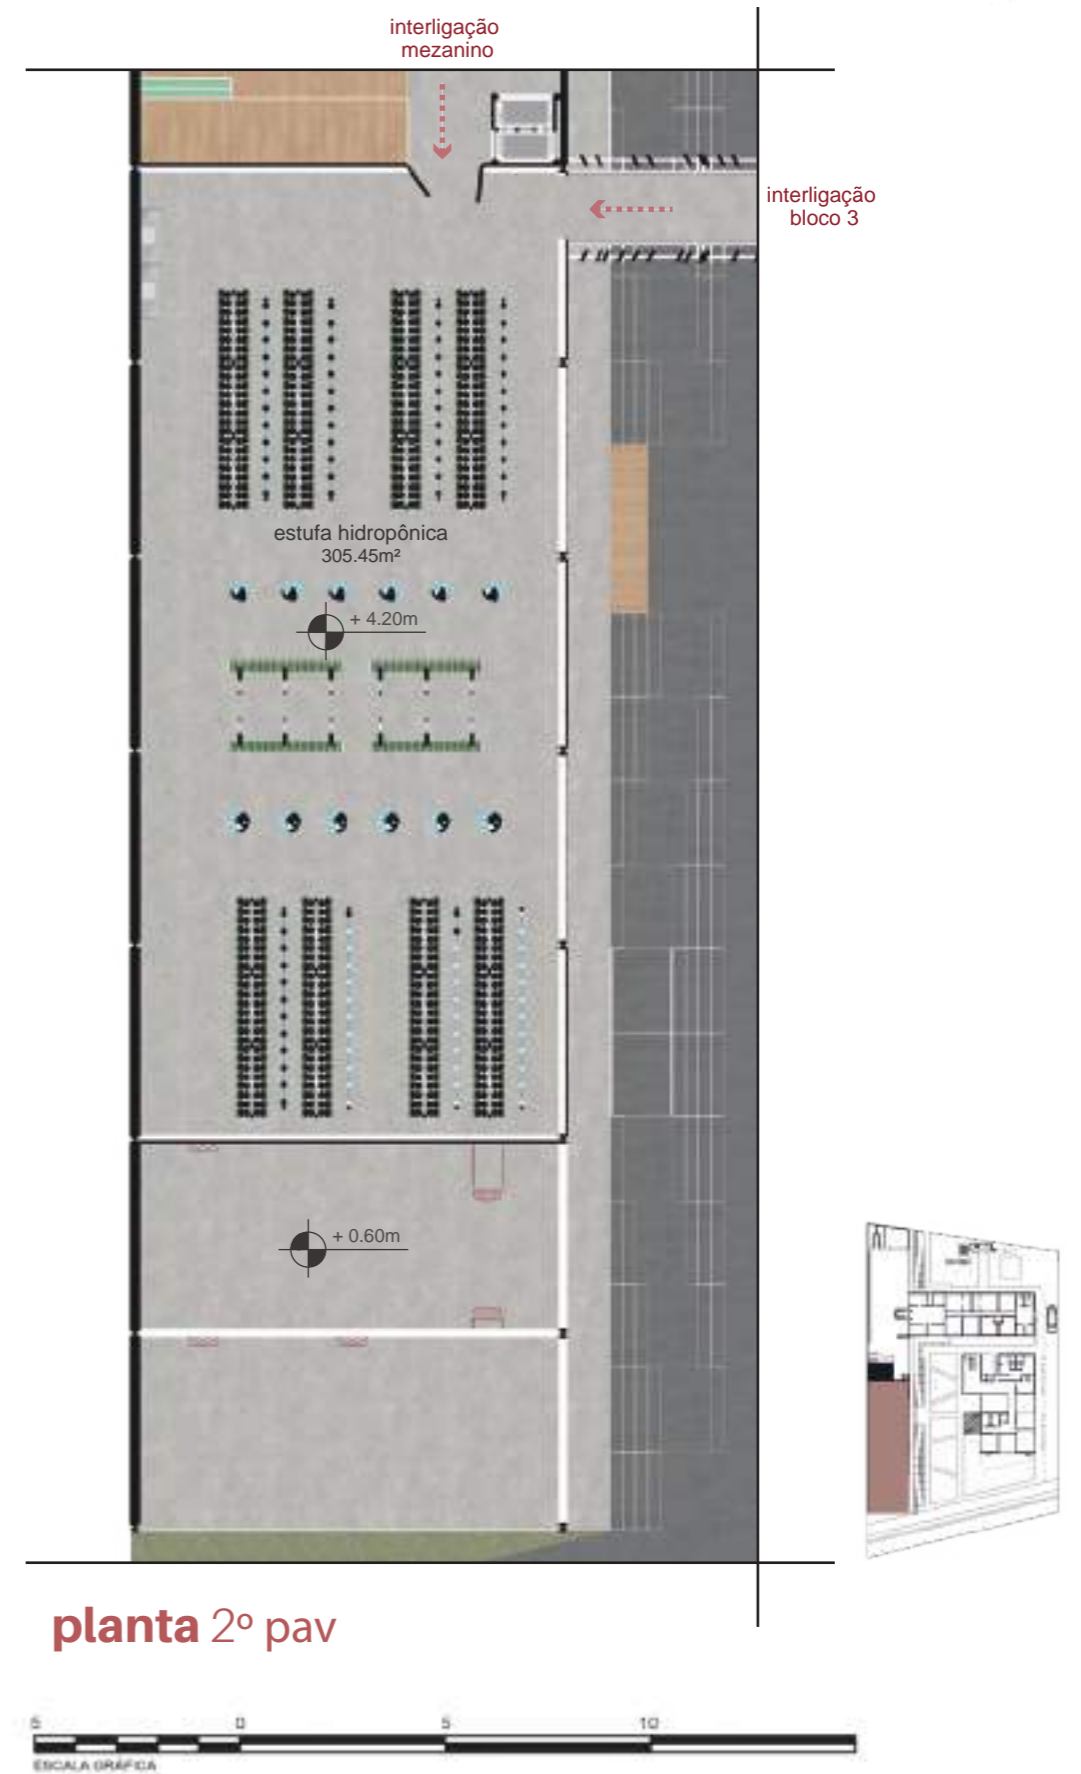 interligação
mezanino
interligação
bloco 3
estufa hidropônica
305.45m²
+ 4.20m
+ 0.60m
planta 2º pav
5 0 5 10
ESCALA GRÁFICA